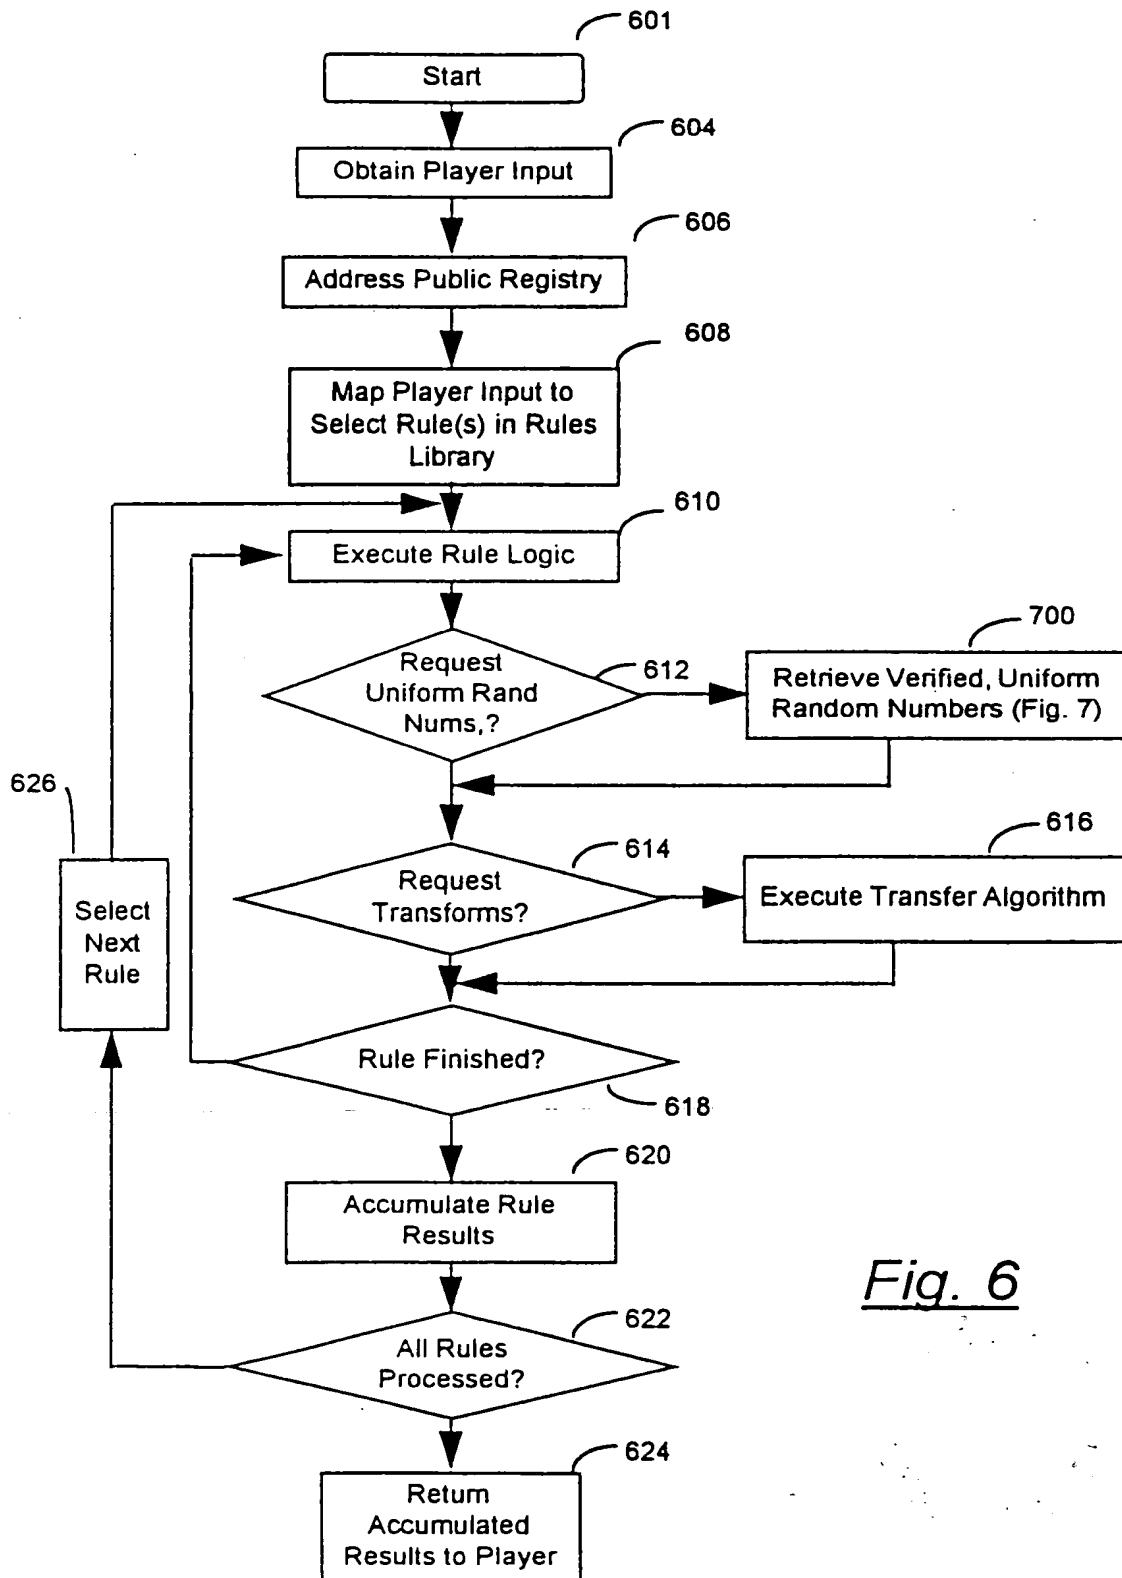 601
Start
604
Obtain Player Input
606
Address Public Registry
608
Map Player Input to
Select Rule(s) in Rules
Library
610
Execute Rule Logic
700
Request
Uniform Rand
Nums,?
612
Retrieve Verified, Uniform
Random Numbers (Fig. 7)
626
614
616
Request
Transforms?
Execute Transfer Algorithm
Select
Next
Rule
Rule Finished?
618
620
Accumulate Rule
Results
Fig. 6
622
All Rules
Processed?
624
Return
Accumulated
Results to Player